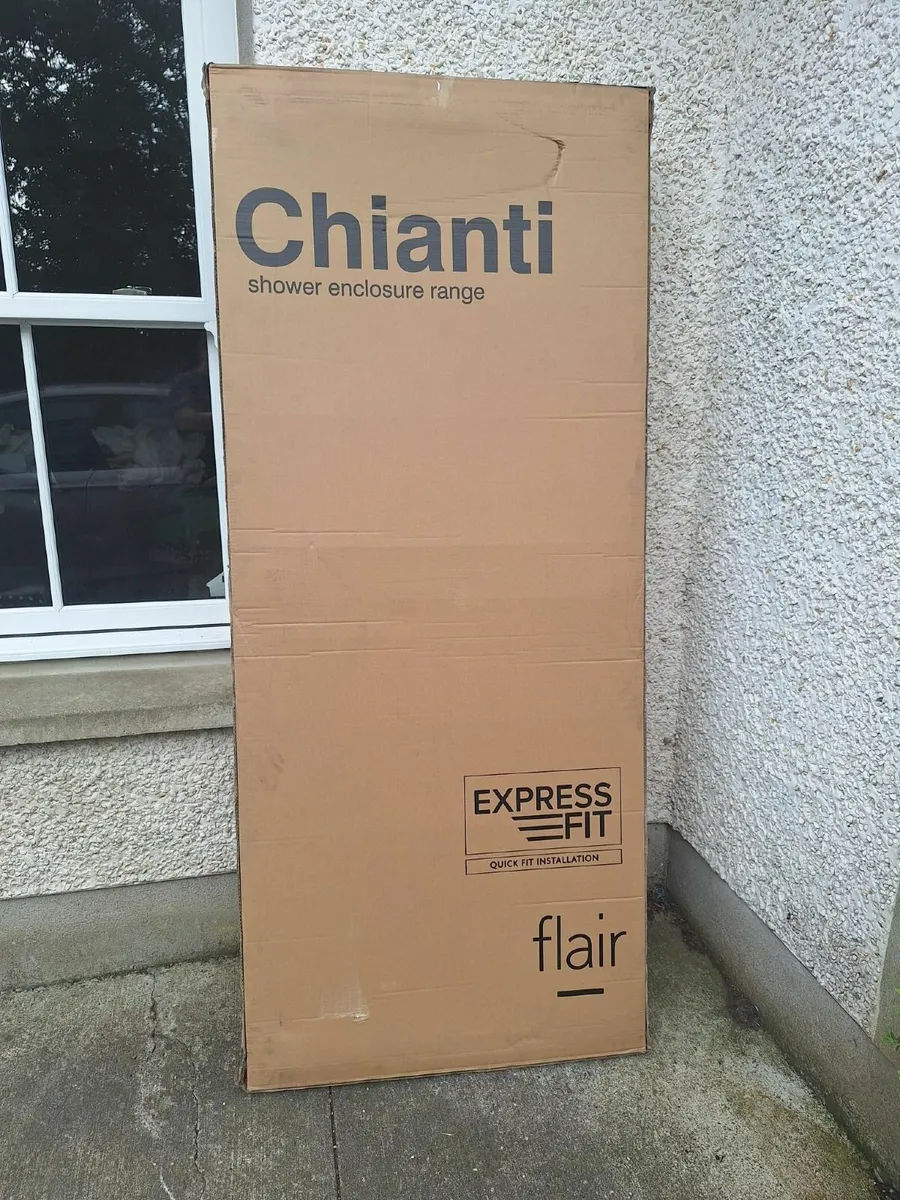 Chianti
shower enclosure range
EXPRESS
FIT
QUICK FIT INSTALLATION
flair